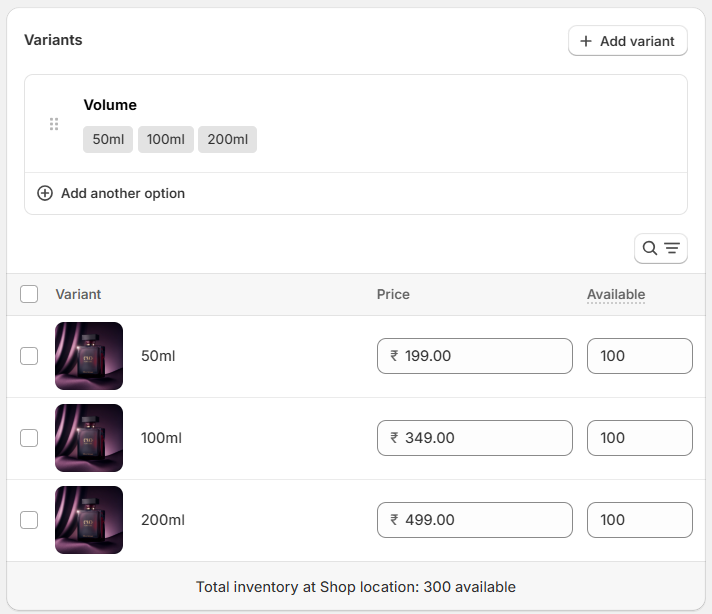 Variants
+ Add variant
Volume
50ml 100ml 200ml
Add another option
Variant Price Available
50ml ₹ 199.00 100
100ml ₹ 349.00 100
200ml ₹ 499.00 100
Total inventory at Shop location: 300 available